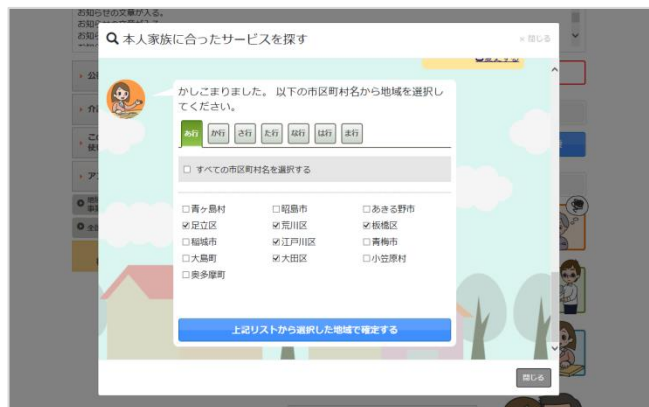 お知らせの文章が入る。
本人家族に合ったサービスを探す
× 閉じる
変更する
かしこまりました。 以下の市区町村名から地域を選択し
てください。
あ行 か行 さ行 た行 な行 は行 ま行
すべての市区町村名を選択する
青ヶ島村 昭島市 あきる野市
足立区 荒川区 板橋区
稲城市 江戸川区 青梅市
大島町 大田区 小笠原村
奥多摩町
上記リストから選択した地域で確定する
閉じる